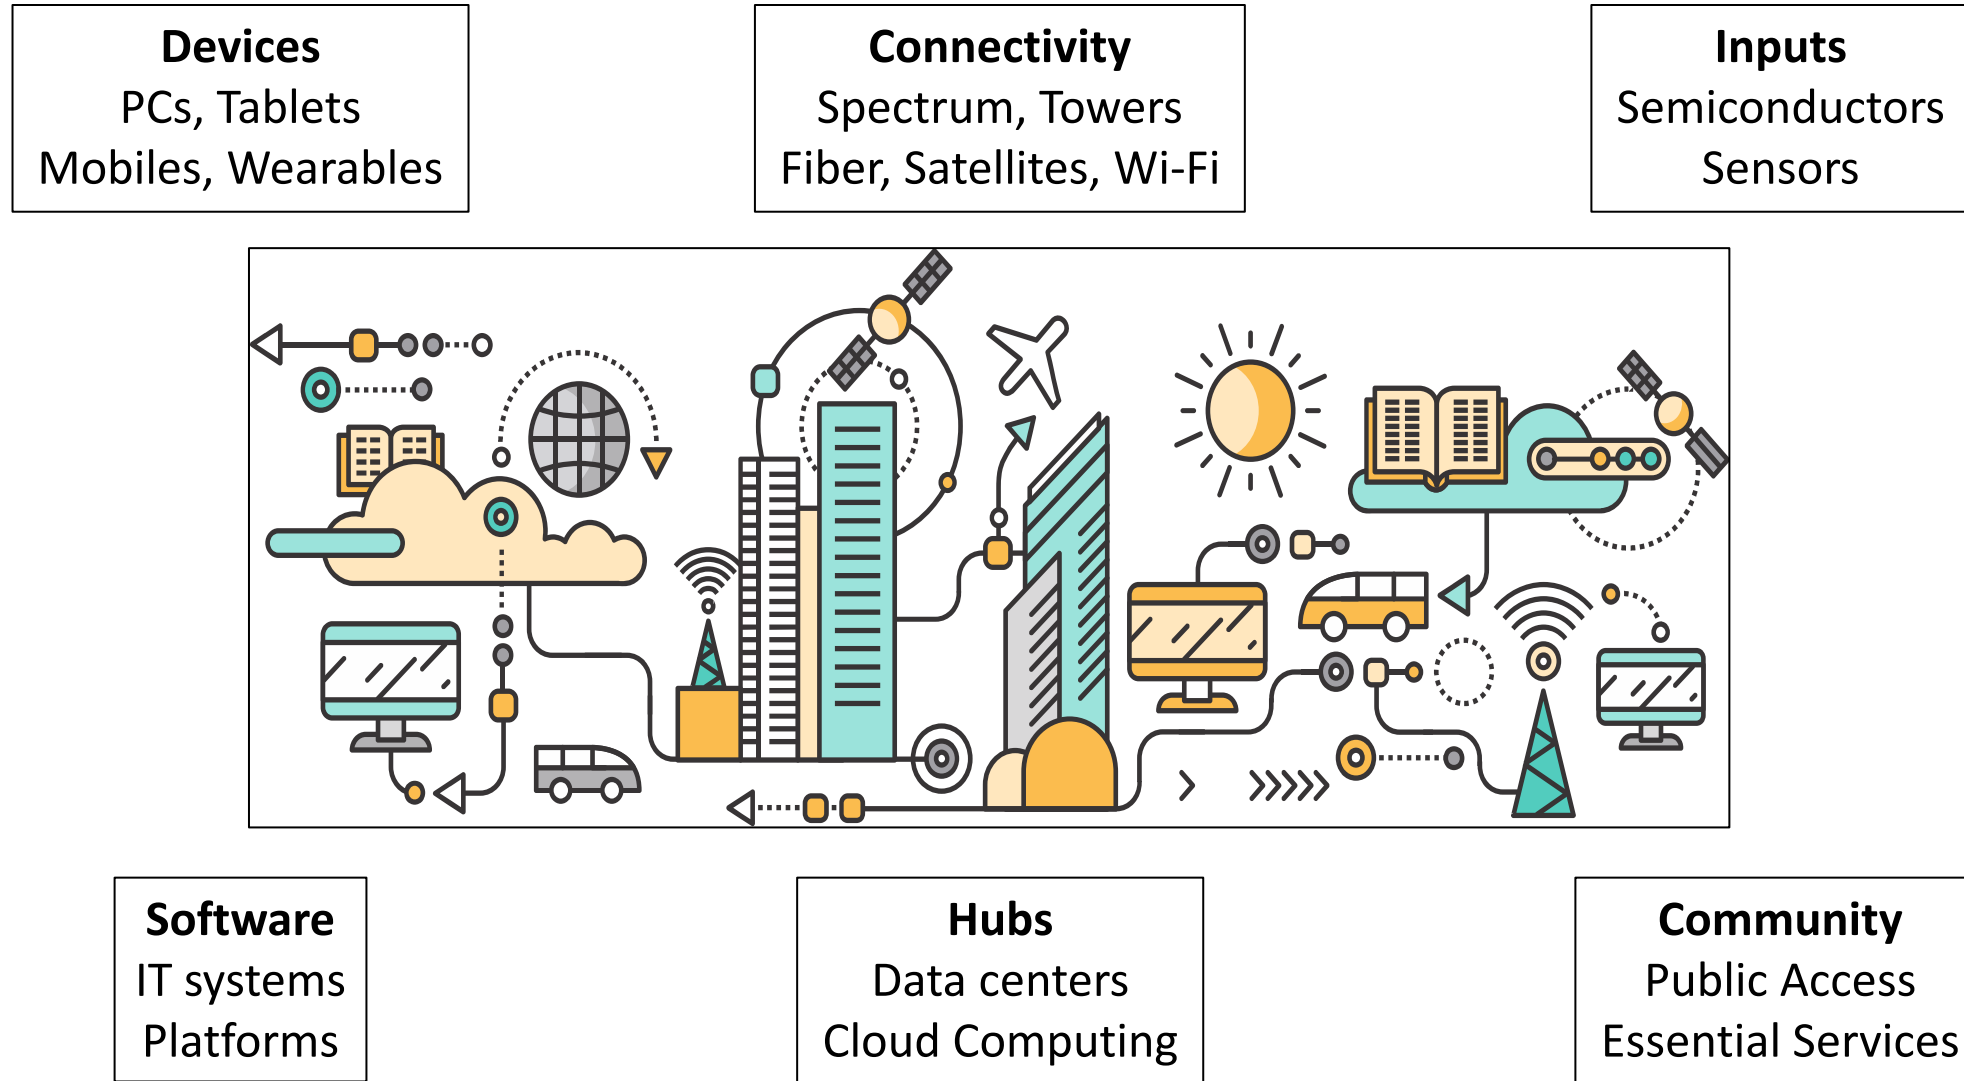 Devices
PCs, Tablets
Mobiles, Wearables
Connectivity
Spectrum, Towers
Fiber, Satellites, Wi-Fi
Inputs
Semiconductors
Sensors
Software
IT systems
Platforms
Hubs
Data centers
Cloud Computing
Community
Public Access
Essential Services